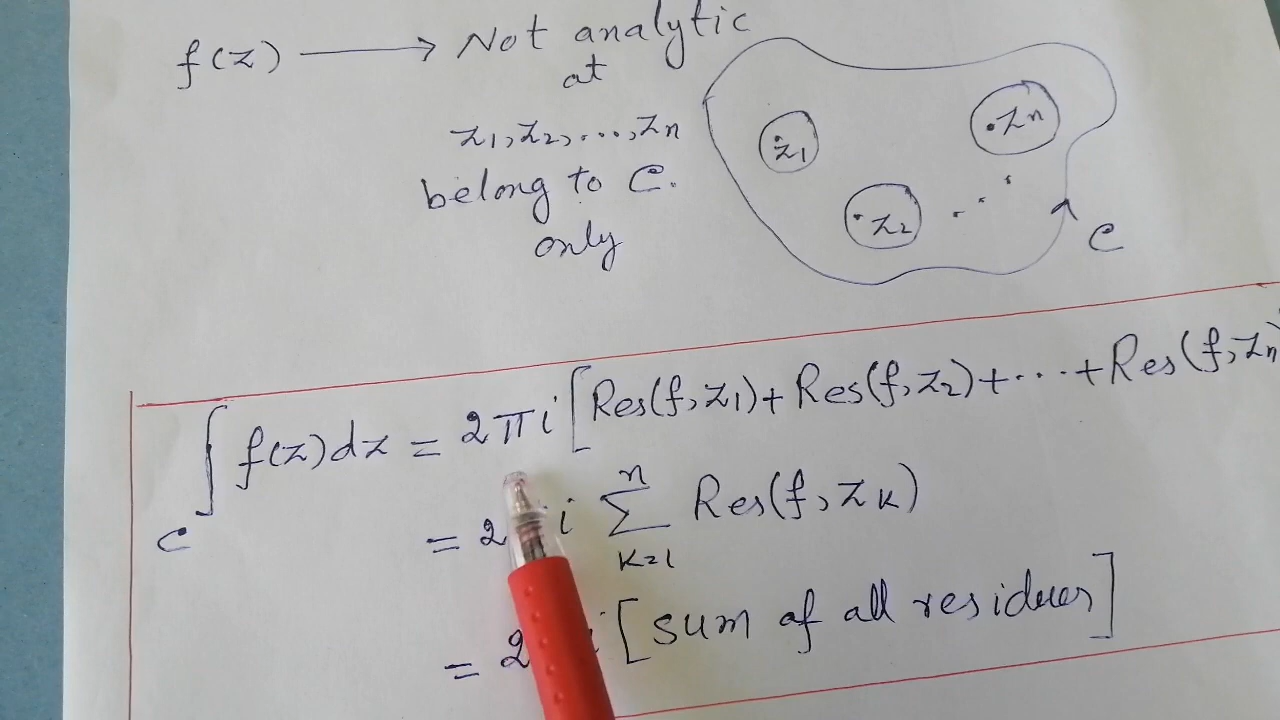 f(z) → Not analytic
at
z1, z2, ..., zn
belong to C.
only
z1
z2
zn
C
∫ f(z)dz = 2πi [Res(f, z1) + Res(f, z2) + ... + Res(f, zn)
C
= 2 i Σ Res(f, zK)
n
K=1
= 2 i [sum of all residues]